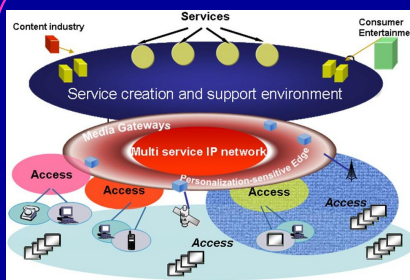 Services
Content industry
Consumer
Entertainme
Service creation and support environment
Media Gateways
Multi service IP network
Personalization-sensitive Edge
Access
Access
Access
Access
Access